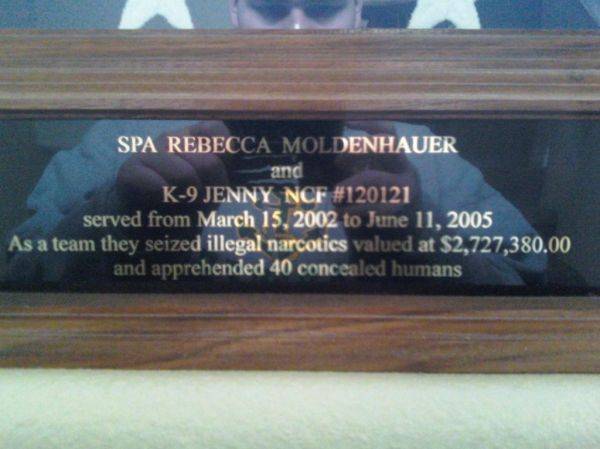 SPA REBECCA MOLDENHAUER
and
K-9 JENNY NCF #120121
served from March 15, 2002 to June 11, 2005
As a team they seized illegal narcotics valued at $2,727,380.00
and apprehended 40 concealed humans